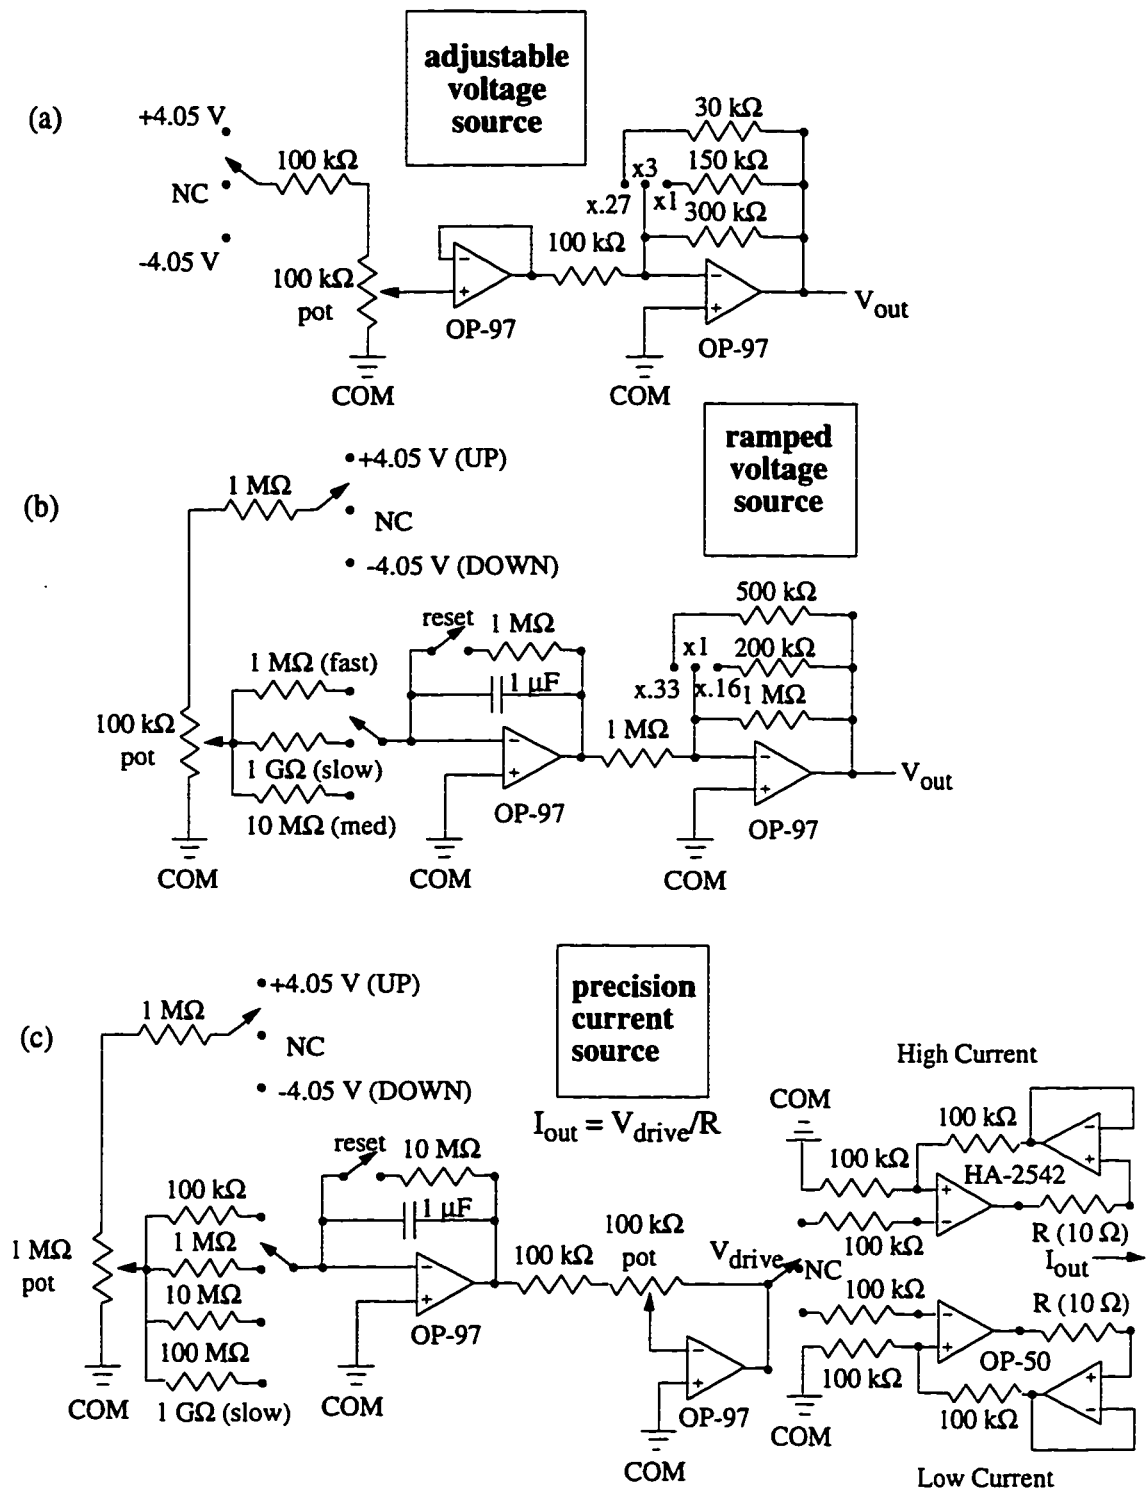 adjustable
voltage
source
(a)
+4.05 V
NC
-4.05 V
100 kΩ
100 kΩ
pot
COM
OP-97
100 kΩ
x.27
x3
x1
30 kΩ
150 kΩ
300 kΩ
OP-97
COM
Vout
ramped
voltage
source
(b)
+4.05 V (UP)
NC
-4.05 V (DOWN)
1 MΩ
100 kΩ
pot
COM
1 MΩ (fast)
1 GΩ (slow)
10 MΩ (med)
reset
1 MΩ
1 µF
OP-97
COM
1 MΩ
x.33
x1
x.16
500 kΩ
200 kΩ
1 MΩ
OP-97
COM
Vout
precision
current
source
Iout = Vdrive/R
(c)
+4.05 V (UP)
NC
-4.05 V (DOWN)
1 MΩ
1 MΩ
pot
COM
100 kΩ
1 MΩ
10 MΩ
100 MΩ
1 GΩ (slow)
reset
10 MΩ
1 µF
OP-97
COM
100 kΩ
100 kΩ
pot
OP-97
COM
Vdrive
NC
High Current
COM
100 kΩ
100 kΩ
100 kΩ
HA-2542
R (10 Ω)
Iout
100 kΩ
R (10 Ω)
OP-50
100 kΩ
100 kΩ
COM
Low Current